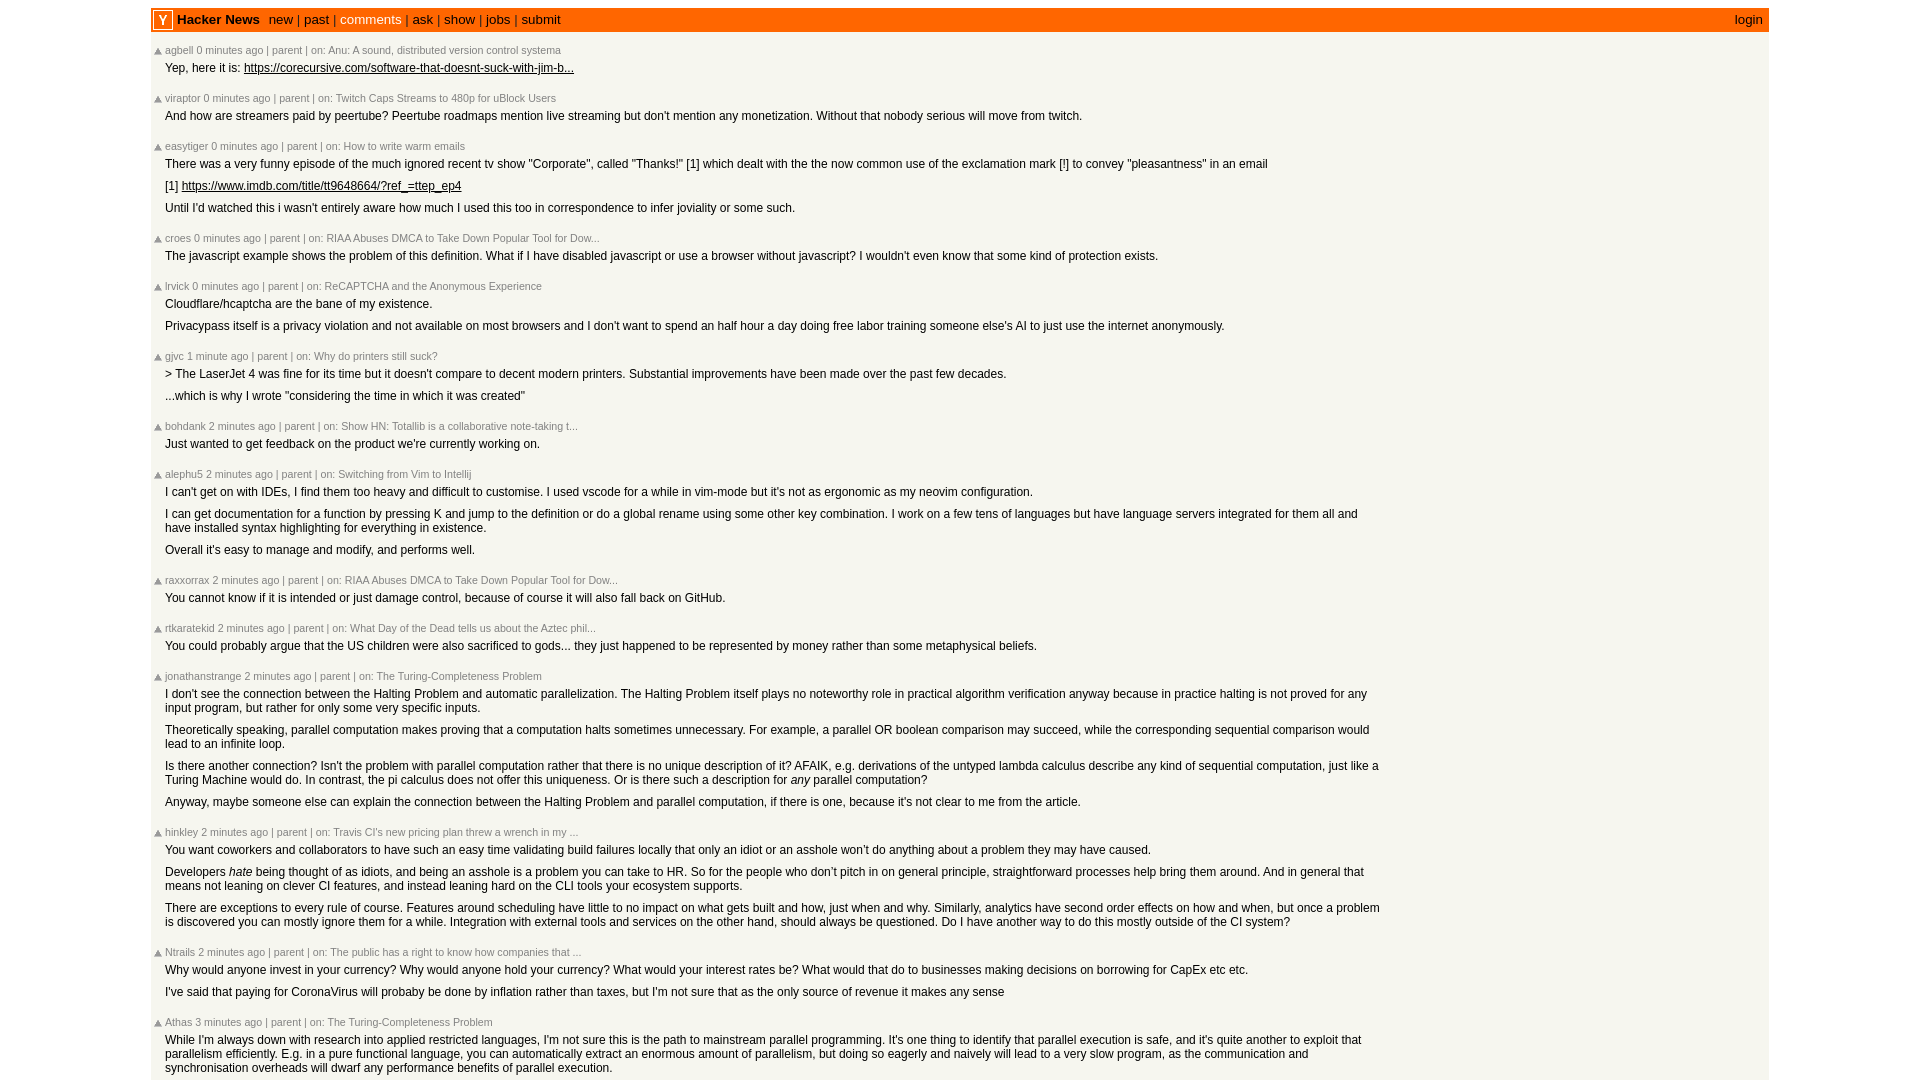 Y Hacker News new | past | comments | ask | show | jobs | submit login
agbell 0 minutes ago | parent | on: Anu: A sound, distributed version control systema
Yep, here it is: https://corecursive.com/software-that-doesnt-suck-with-jim-b...
viraptor 0 minutes ago | parent | on: Twitch Caps Streams to 480p for uBlock Users
And how are streamers paid by peertube? Peertube roadmaps mention live streaming but don't mention any monetization. Without that nobody serious will move from twitch.
easytiger 0 minutes ago | parent | on: How to write warm emails
There was a very funny episode of the much ignored recent tv show "Corporate", called "Thanks!" [1] which dealt with the the now common use of the exclamation mark [!] to convey "pleasantness" in an email
[1] https://www.imdb.com/title/tt9648664/?ref_=ttep_ep4
Until I'd watched this i wasn't entirely aware how much I used this too in correspondence to infer joviality or some such.
croes 0 minutes ago | parent | on: RIAA Abuses DMCA to Take Down Popular Tool for Dow...
The javascript example shows the problem of this definition. What if I have disabled javascript or use a browser without javascript? I wouldn't even know that some kind of protection exists.
lrvick 0 minutes ago | parent | on: ReCAPTCHA and the Anonymous Experience
Cloudflare/hcaptcha are the bane of my existence.
Privacypass itself is a privacy violation and not available on most browsers and I don't want to spend an half hour a day doing free labor training someone else's AI to just use the internet anonymously.
gjvc 1 minute ago | parent | on: Why do printers still suck?
> The LaserJet 4 was fine for its time but it doesn't compare to decent modern printers. Substantial improvements have been made over the past few decades.
...which is why I wrote "considering the time in which it was created"
bohdank 2 minutes ago | parent | on: Show HN: Totallib is a collaborative note-taking t...
Just wanted to get feedback on the product we're currently working on.
alephu5 2 minutes ago | parent | on: Switching from Vim to Intellij
I can't get on with IDEs, I find them too heavy and difficult to customise. I used vscode for a while in vim-mode but it's not as ergonomic as my neovim configuration.
I can get documentation for a function by pressing K and jump to the definition or do a global rename using some other key combination. I work on a few tens of languages but have language servers integrated for them all and
have installed syntax highlighting for everything in existence.
Overall it's easy to manage and modify, and performs well.
raxxorrax 2 minutes ago | parent | on: RIAA Abuses DMCA to Take Down Popular Tool for Dow...
You cannot know if it is intended or just damage control, because of course it will also fall back on GitHub.
rtkaratekid 2 minutes ago | parent | on: What Day of the Dead tells us about the Aztec phil...
You could probably argue that the US children were also sacrificed to gods... they just happened to be represented by money rather than some metaphysical beliefs.
jonathanstrange 2 minutes ago | parent | on: The Turing-Completeness Problem
I don't see the connection between the Halting Problem and automatic parallelization. The Halting Problem itself plays no noteworthy role in practical algorithm verification anyway because in practice halting is not proved for any
input program, but rather for only some very specific inputs.
Theoretically speaking, parallel computation makes proving that a computation halts sometimes unnecessary. For example, a parallel OR boolean comparison may succeed, while the corresponding sequential comparison would
lead to an infinite loop.
Is there another connection? Isn't the problem with parallel computation rather that there is no unique description of it? AFAIK, e.g. derivations of the untyped lambda calculus describe any kind of sequential computation, just like a
Turing Machine would do. In contrast, the pi calculus does not offer this uniqueness. Or is there such a description for any parallel computation?
Anyway, maybe someone else can explain the connection between the Halting Problem and parallel computation, if there is one, because it's not clear to me from the article.
hinkley 2 minutes ago | parent | on: Travis CI's new pricing plan threw a wrench in my ...
You want coworkers and collaborators to have such an easy time validating build failures locally that only an idiot or an asshole won’t do anything about a problem they may have caused.
Developers hate being thought of as idiots, and being an asshole is a problem you can take to HR. So for the people who don’t pitch in on general principle, straightforward processes help bring them around. And in general that
means not leaning on clever CI features, and instead leaning hard on the CLI tools your ecosystem supports.
There are exceptions to every rule of course. Features around scheduling have little to no impact on what gets built and how, just when and why. Similarly, analytics have second order effects on how and when, but once a problem
is discovered you can mostly ignore them for a while. Integration with external tools and services on the other hand, should always be questioned. Do I have another way to do this mostly outside of the CI system?
Ntrails 2 minutes ago | parent | on: The public has a right to know how companies that ...
Why would anyone invest in your currency? Why would anyone hold your currency? What would your interest rates be? What would that do to businesses making decisions on borrowing for CapEx etc etc.
I've said that paying for CoronaVirus will probaby be done by inflation rather than taxes, but I'm not sure that as the only source of revenue it makes any sense
Athas 3 minutes ago | parent | on: The Turing-Completeness Problem
While I'm always down with research into applied restricted languages, I'm not sure this is the path to mainstream parallel programming. It's one thing to identify that parallel execution is safe, and it's quite another to exploit that
parallelism efficiently. E.g. in a pure functional language, you can automatically extract an enormous amount of parallelism, but doing so eagerly and naively will lead to a very slow program, as the communication and
synchronisation overheads will dwarf any performance benefits of parallel execution.